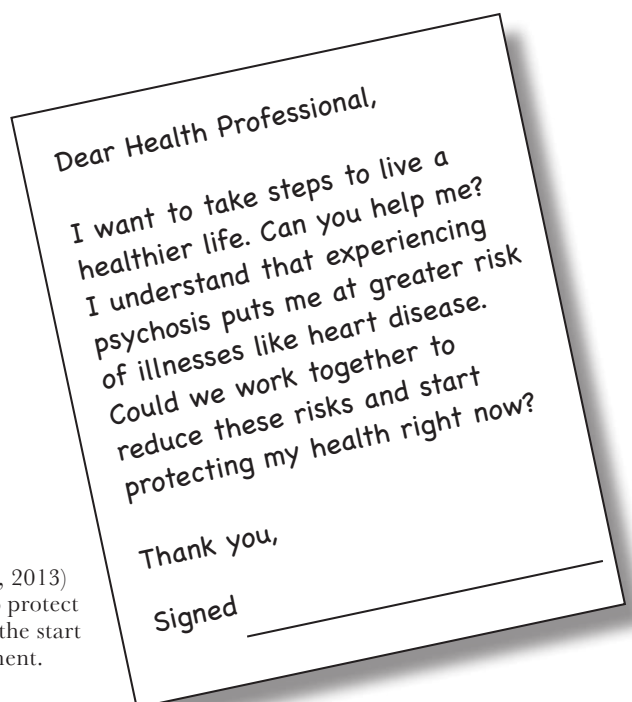 Dear Health Professional,
I want to take steps to live a
healthier life. Can you help me?
I understand that experiencing
psychosis puts me at greater risk
of illnesses like heart disease.
Could we work together to
reduce these risks and start
protecting my health right now?
Thank you,
Signed
, 2013)
protect
the start